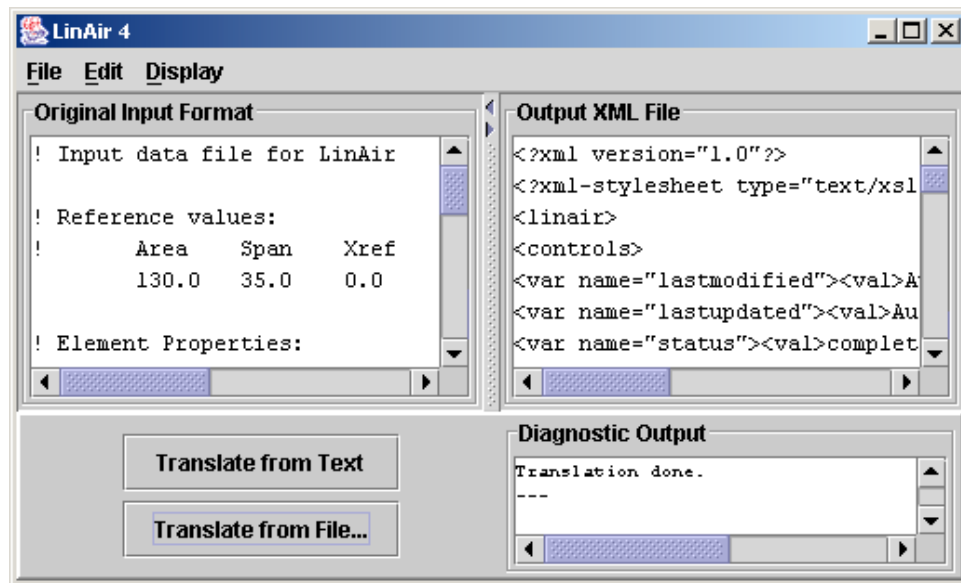 LinAir 4
File Edit Display
Original Input Format
! Input data file for LinAir
! Reference values:
! Area Span Xref
130.0 35.0 0.0
! Element Properties:
Output XML File
<?xml version="1.0"?>
<?xml-stylesheet type="text/xsl
<linair>
<controls>
<var name="lastmodified"><val>A
<var name="lastupdated"><val>Au
<var name="status"><val>complet
Translate from Text
Translate from File...
Diagnostic Output
Translation done.
---